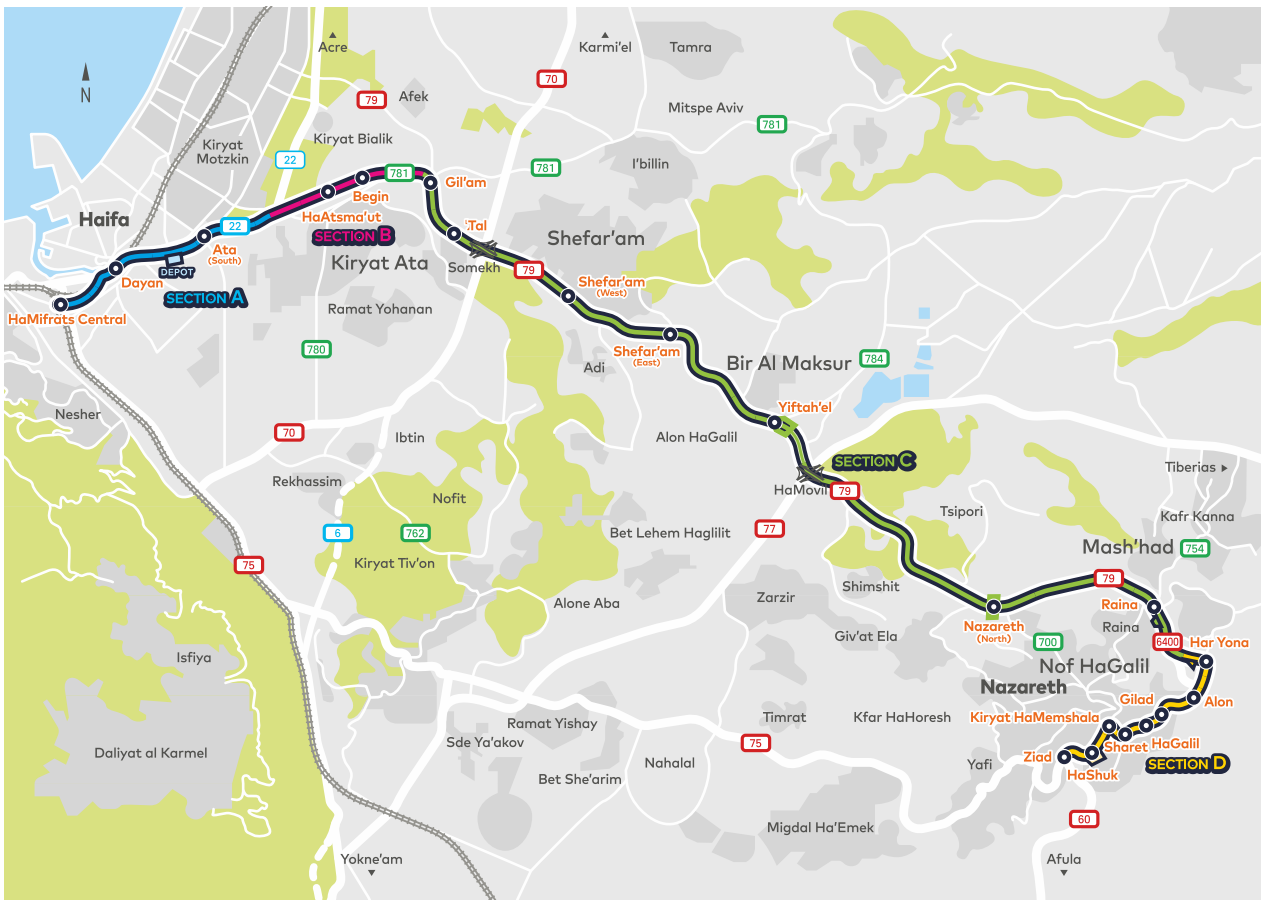 Acre
Karmi'el
Tamra
N
70
79
Afek
Mitspe Aviv
781
Kiryat Bialik
Kiryat
Motzkin
22
I'billin
781
781
Gil'am
Begin
HaAtsma'ut
SECTION B
Haifa
22
'Tal
Ata
(South)
Shefar'am
Kiryat Ata
Somekh
79
DEPOT
Dayan
SECTION A
Shefar'am
(West)
HaMifrats Central
Ramat Yohanan
780
Shefar'am
(East)
Adi
Bir Al Maksur
784
Yiftah'el
Nesher
70
Ibtin
Alon HaGalil
SECTION C
Tiberias
Rekhassim
Nofit
HaMovil
79
Tsipori
Kafr Kanna
6
762
Bet Lehem Haglilit
77
Mash'had
754
75
Kiryat Tiv'on
79
Shimshit
Zarzir
Alone Aba
Raina
Raina
Nazareth
(North)
Giv'at Ela
700
6400
Har Yona
Isfiya
Nof HaGalil
Nazareth
Gilad
Alon
Kiryat HaMemshala
Timrat
Kfar HaHoresh
Ramat Yishay
Sde Ya'akov
75
Sharet
HaGalil
Daliyat al Karmel
Nahalal
Yafi
Ziad
SECTION D
HaShuk
Bet She'arim
60
Migdal Ha'Emek
Yokne'am
Afula